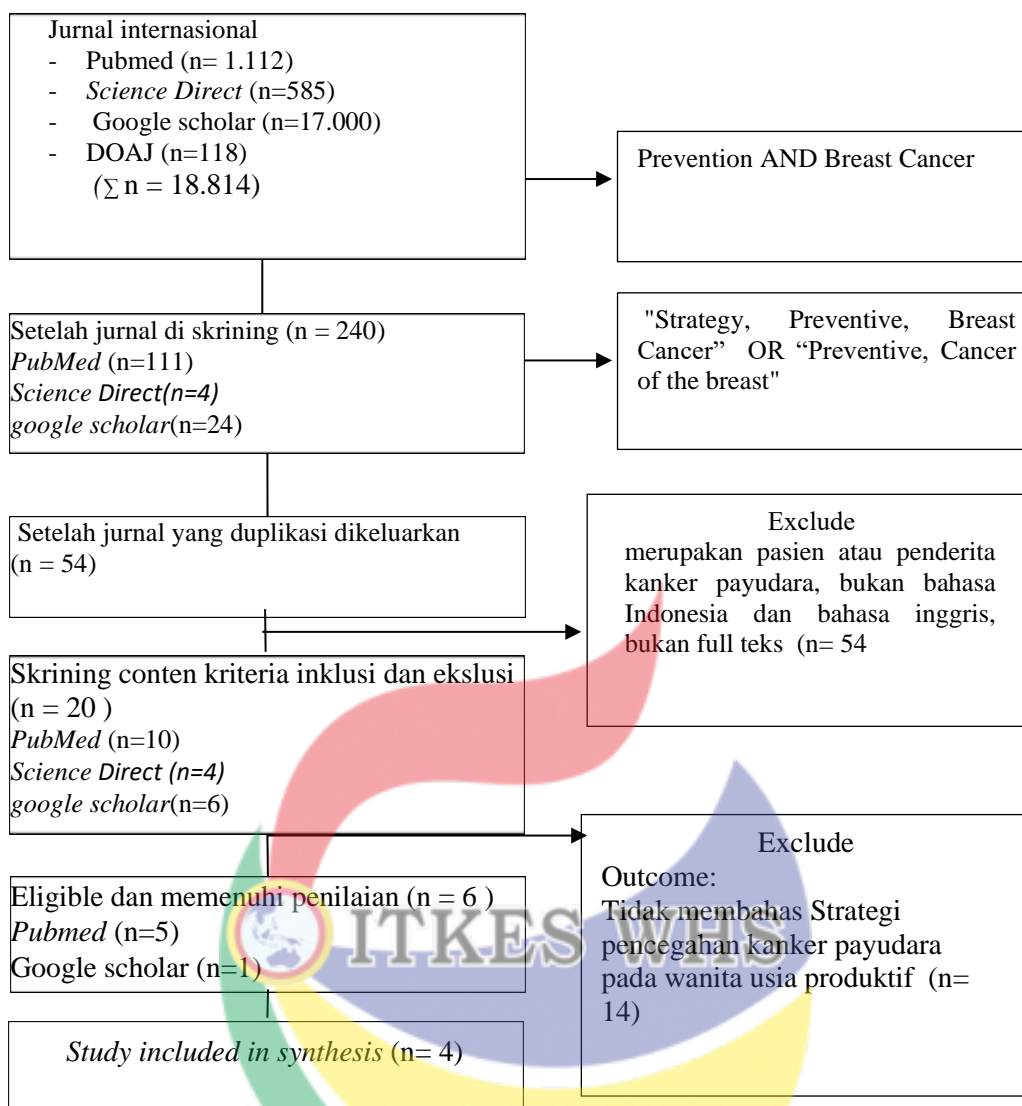 Jurnal internasional
- Pubmed (n= 1.112)
- Science Direct (n=585)
- Google scholar (n=17.000)
- DOAJ (n=118)
(∑ n = 18.814)
Prevention AND Breast Cancer
Setelah jurnal di skrining (n = 240)
PubMed (n=111)
Science Direct(n=4)
google scholar(n=24)
"Strategy, Preventive, Breast
Cancer” OR “Preventive, Cancer
of the breast"
Setelah jurnal yang duplikasi dikeluarkan
(n = 54)
Exclude
merupakan pasien atau penderita
kanker payudara, bukan bahasa
Indonesia dan bahasa inggris,
bukan full teks (n= 54
Skrining conten kriteria inklusi dan ekslusi
(n = 20 )
PubMed (n=10)
Science Direct (n=4)
google scholar(n=6)
Exclude
Outcome:
Tidak membahas Strategi
pencegahan kanker payudara
pada wanita usia produktif (n=
14)
Eligible dan memenuhi penilaian (n = 6 )
Pubmed (n=5)
Google scholar (n=1)
ITKES WHS
Study included in synthesis (n= 4)